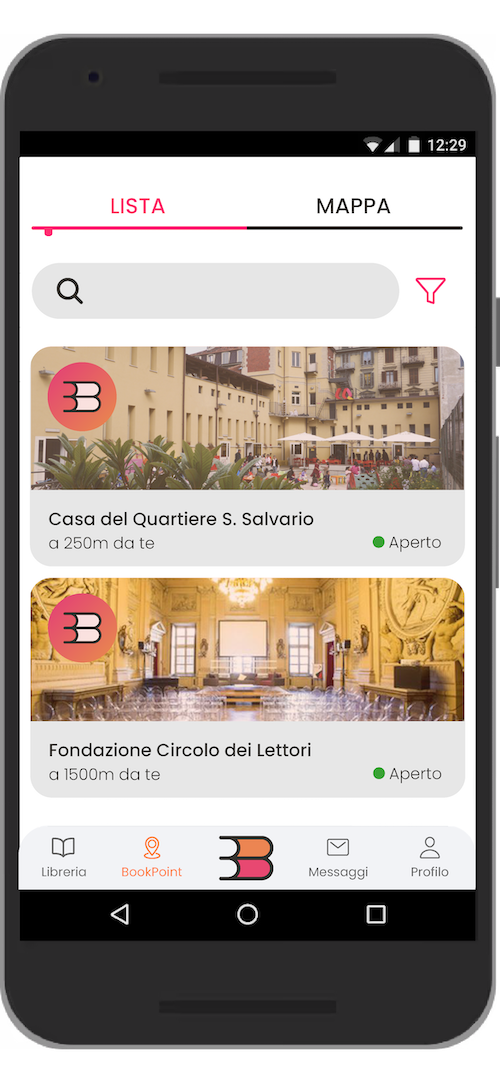 12:29
LISTA MAPPA
Casa del Quartiere S. Salvario
a 250m da te
Aperto
Fondazione Circolo dei Lettori
a 1500m da te
Aperto
Libreria BookPoint Messaggi Profilo